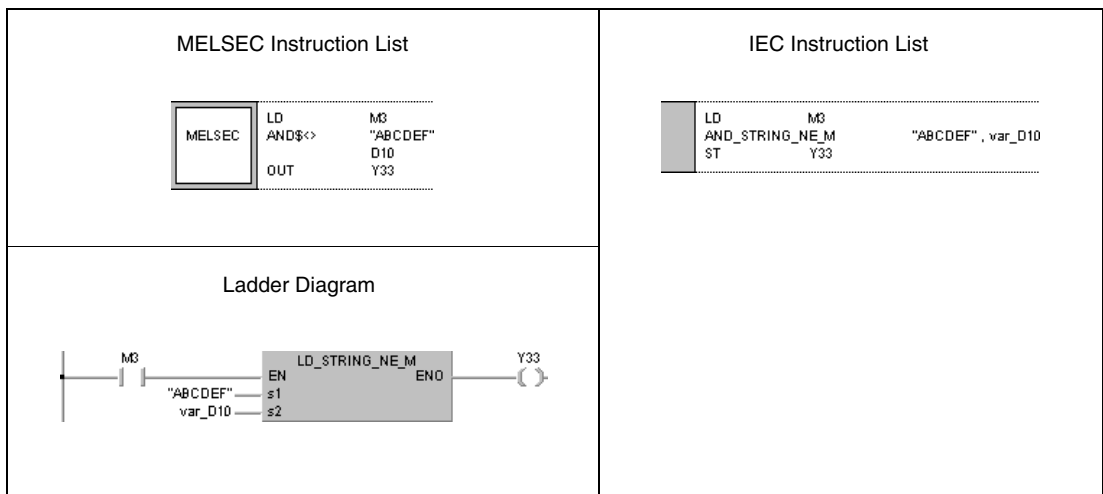 MELSEC Instruction List
MELSEC
LD M3
AND$<> "ABCDEF"
D10
OUT Y33
IEC Instruction List
LD M3
AND_STRING_NE_M "ABCDEF" , var_D10
ST Y33
Ladder Diagram
M3
LD_STRING_NE_M
Y33
EN ENO
"ABCDEF" s1
var_D10 s2